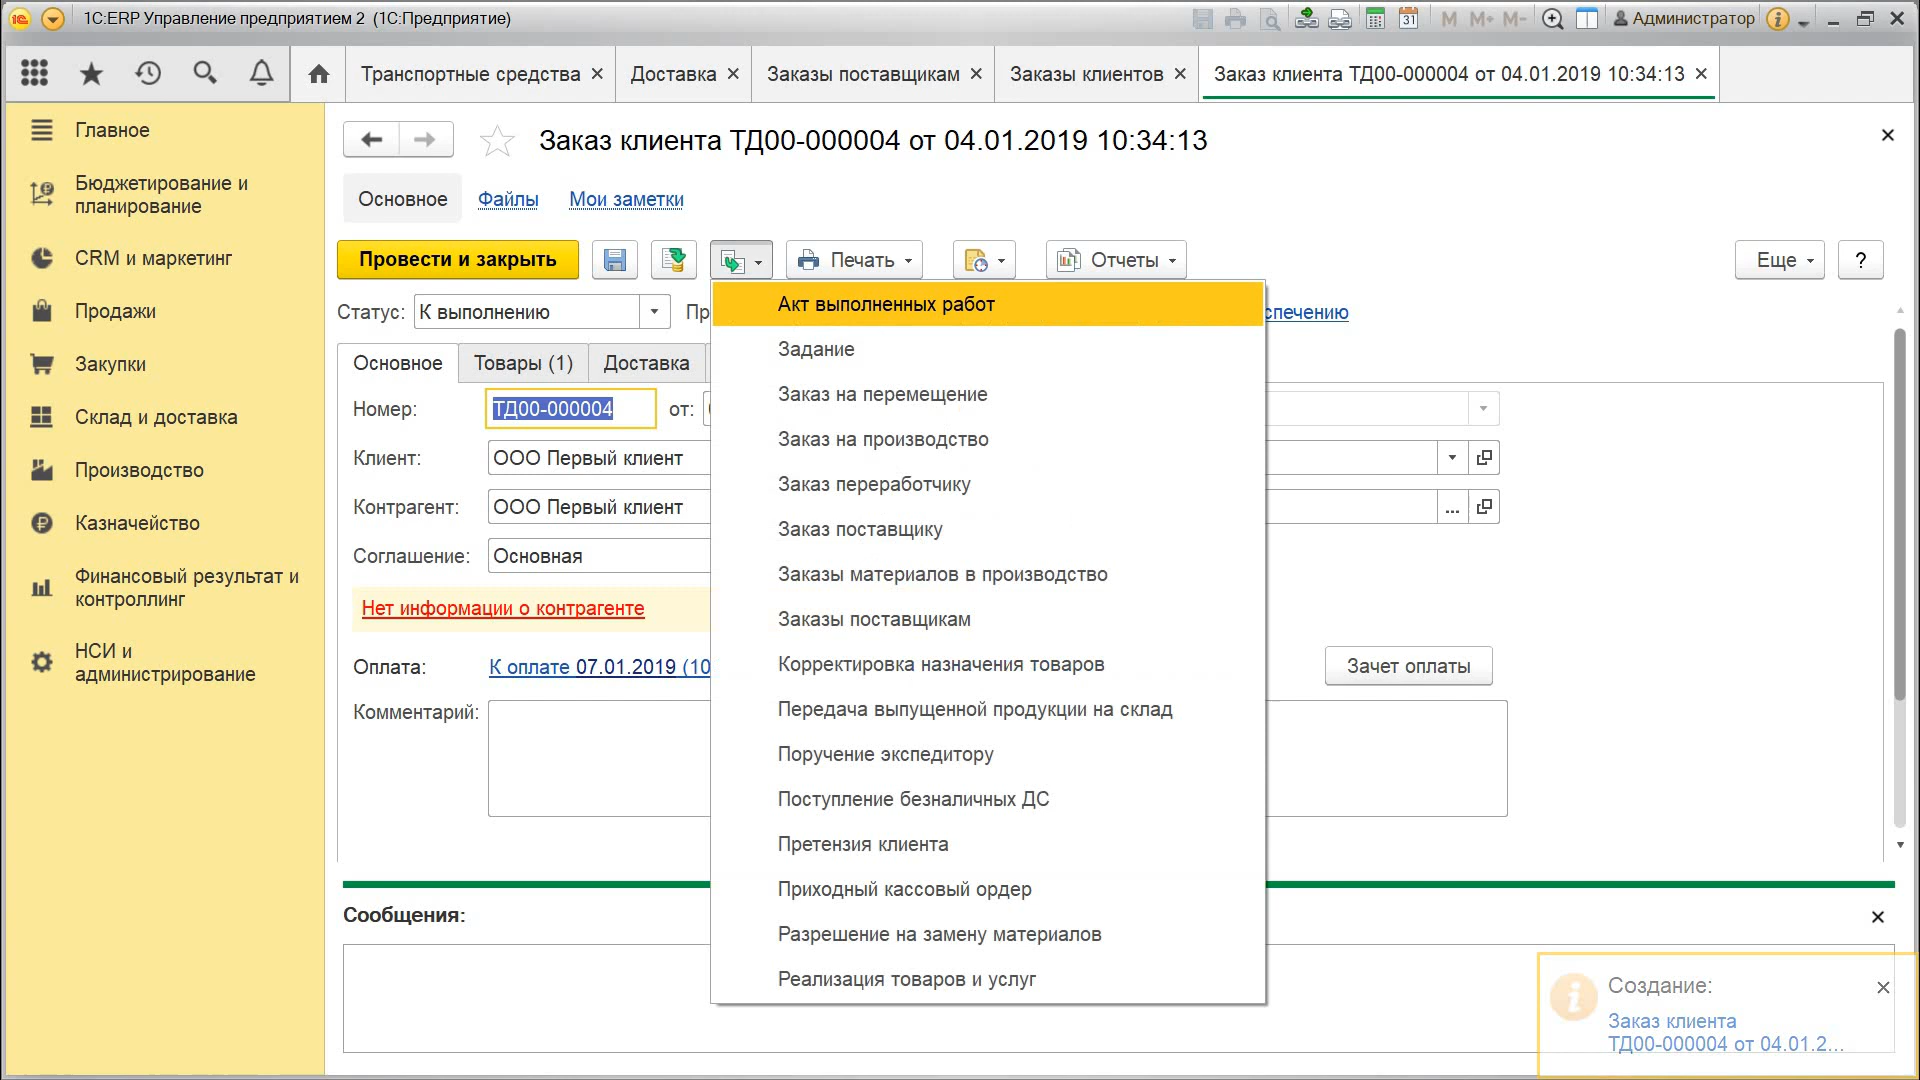 1С:ERP Управление предприятием 2 (1С:Предприятие)
М М+ М- Администратор
Транспортные средства Доставка Заказы поставщикам Заказы клиентов Заказ клиента ТД00-000004 от 04.01.2019 10:34:13
Главное
Бюджетирование и
планирование
CRM и маркетинг
Продажи
Закупки
Склад и доставка
Производство
Казначейство
Финансовый результат и
контроллинг
НСИ и
администрирование
Заказ клиента ТД00-000004 от 04.01.2019 10:34:13
Основное Файлы Мои заметки
Провести и закрыть Печать Отчеты Еще ?
Статус: К выполнению Пр спечению
Основное Товары (1) Доставка
Номер: ТД00-000004 от:
Клиент: ООО Первый клиент
Контрагент: ООО Первый клиент ...
Соглашение: Основная
Нет информации о контрагенте
Оплата: К оплате 07.01.2019 (10 Зачет оплаты
Комментарий:
Акт выполненных работ
Задание
Заказ на перемещение
Заказ на производство
Заказ переработчику
Заказ поставщику
Заказы материалов в производство
Заказы поставщикам
Корректировка назначения товаров
Передача выпущенной продукции на склад
Поручение экспедитору
Поступление безналичных ДС
Претензия клиента
Приходный кассовый ордер
Разрешение на замену материалов
Реализация товаров и услуг
Сообщения:
Создание:
Заказ клиента
ТД00-000004 от 04.01.2...